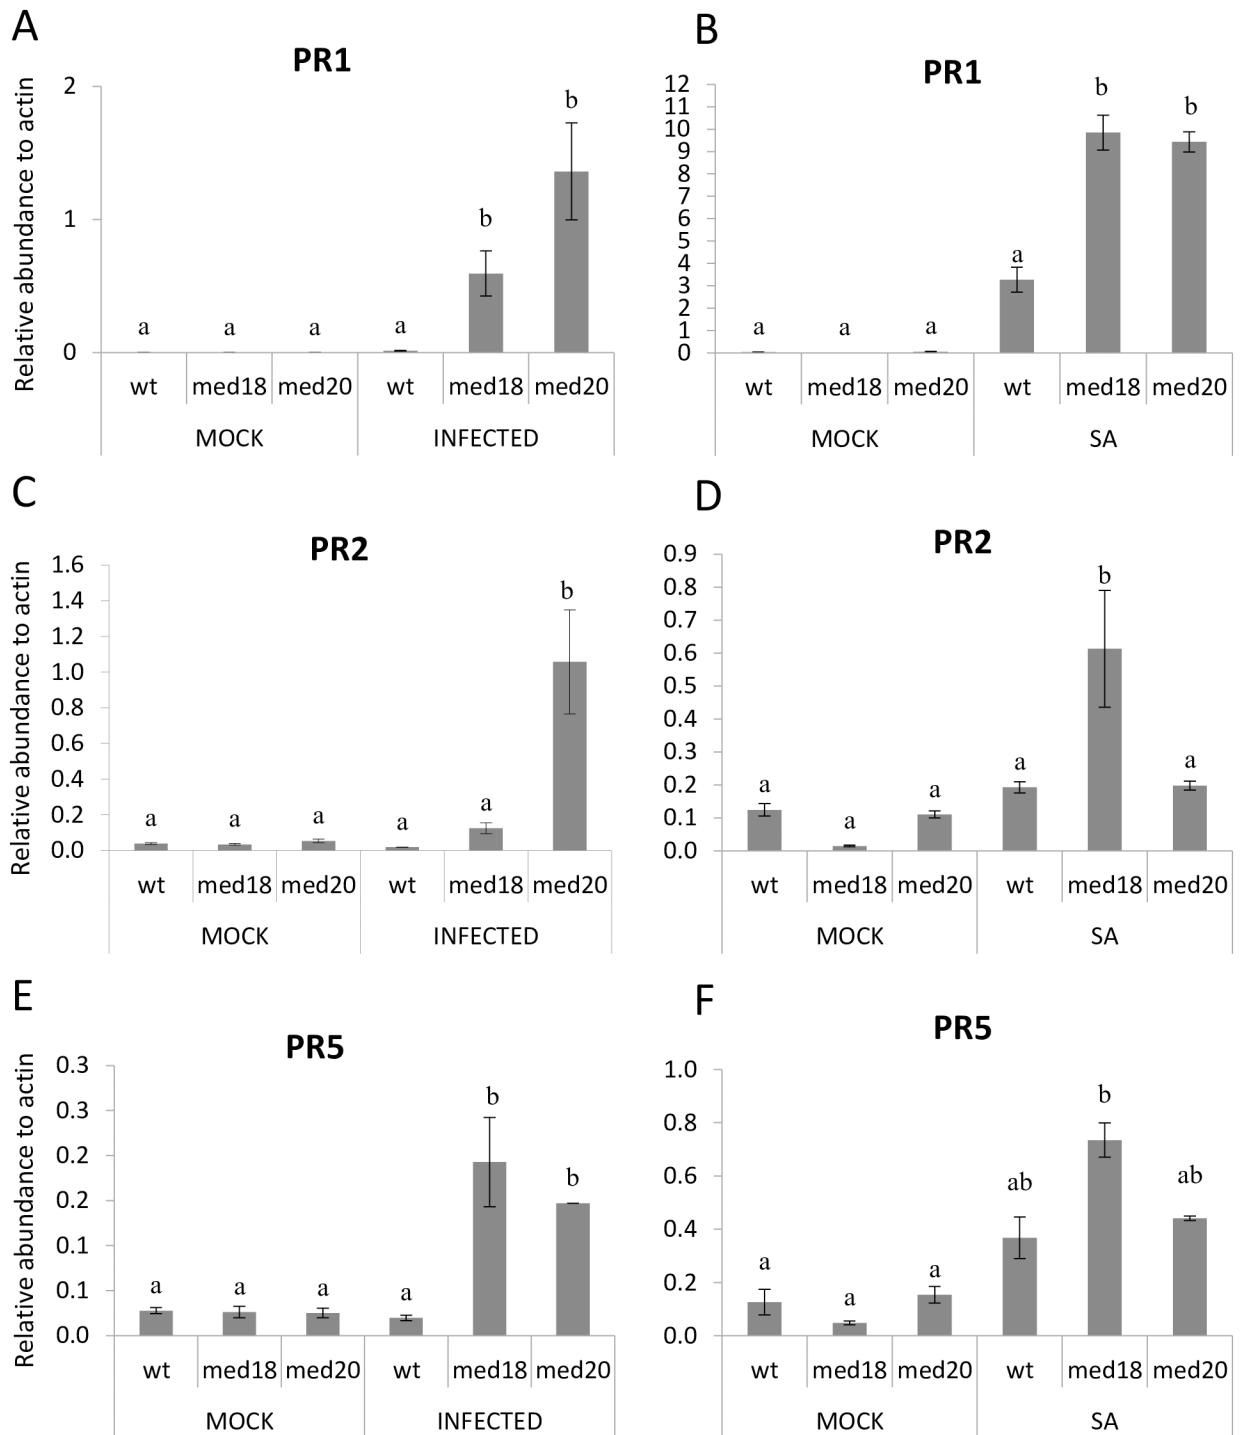 A
PR1
Relative abundance to actin
2
1
0
a a a a b b
wt med18 med20 wt med18 med20
MOCK INFECTED
B
PR1
12
11
10
9
8
7
6
5
4
3
2
1
0
a a a a b b
wt med18 med20 wt med18 med20
MOCK SA
C
PR2
Relative abundance to actin
1.6
1.4
1.2
1.0
0.8
0.6
0.4
0.2
0.0
a a a a a b
wt med18 med20 wt med18 med20
MOCK INFECTED
D
PR2
0.9
0.8
0.7
0.6
0.5
0.4
0.3
0.2
0.1
0.0
a a a a b a
wt med18 med20 wt med18 med20
MOCK SA
E
PR5
Relative abundance to actin
0.3
0.3
0.2
0.2
0.1
0.1
0.0
a a a a b b
wt med18 med20 wt med18 med20
MOCK INFECTED
F
PR5
1.0
0.8
0.6
0.4
0.2
0.0
a a a ab b ab
wt med18 med20 wt med18 med20
MOCK SA